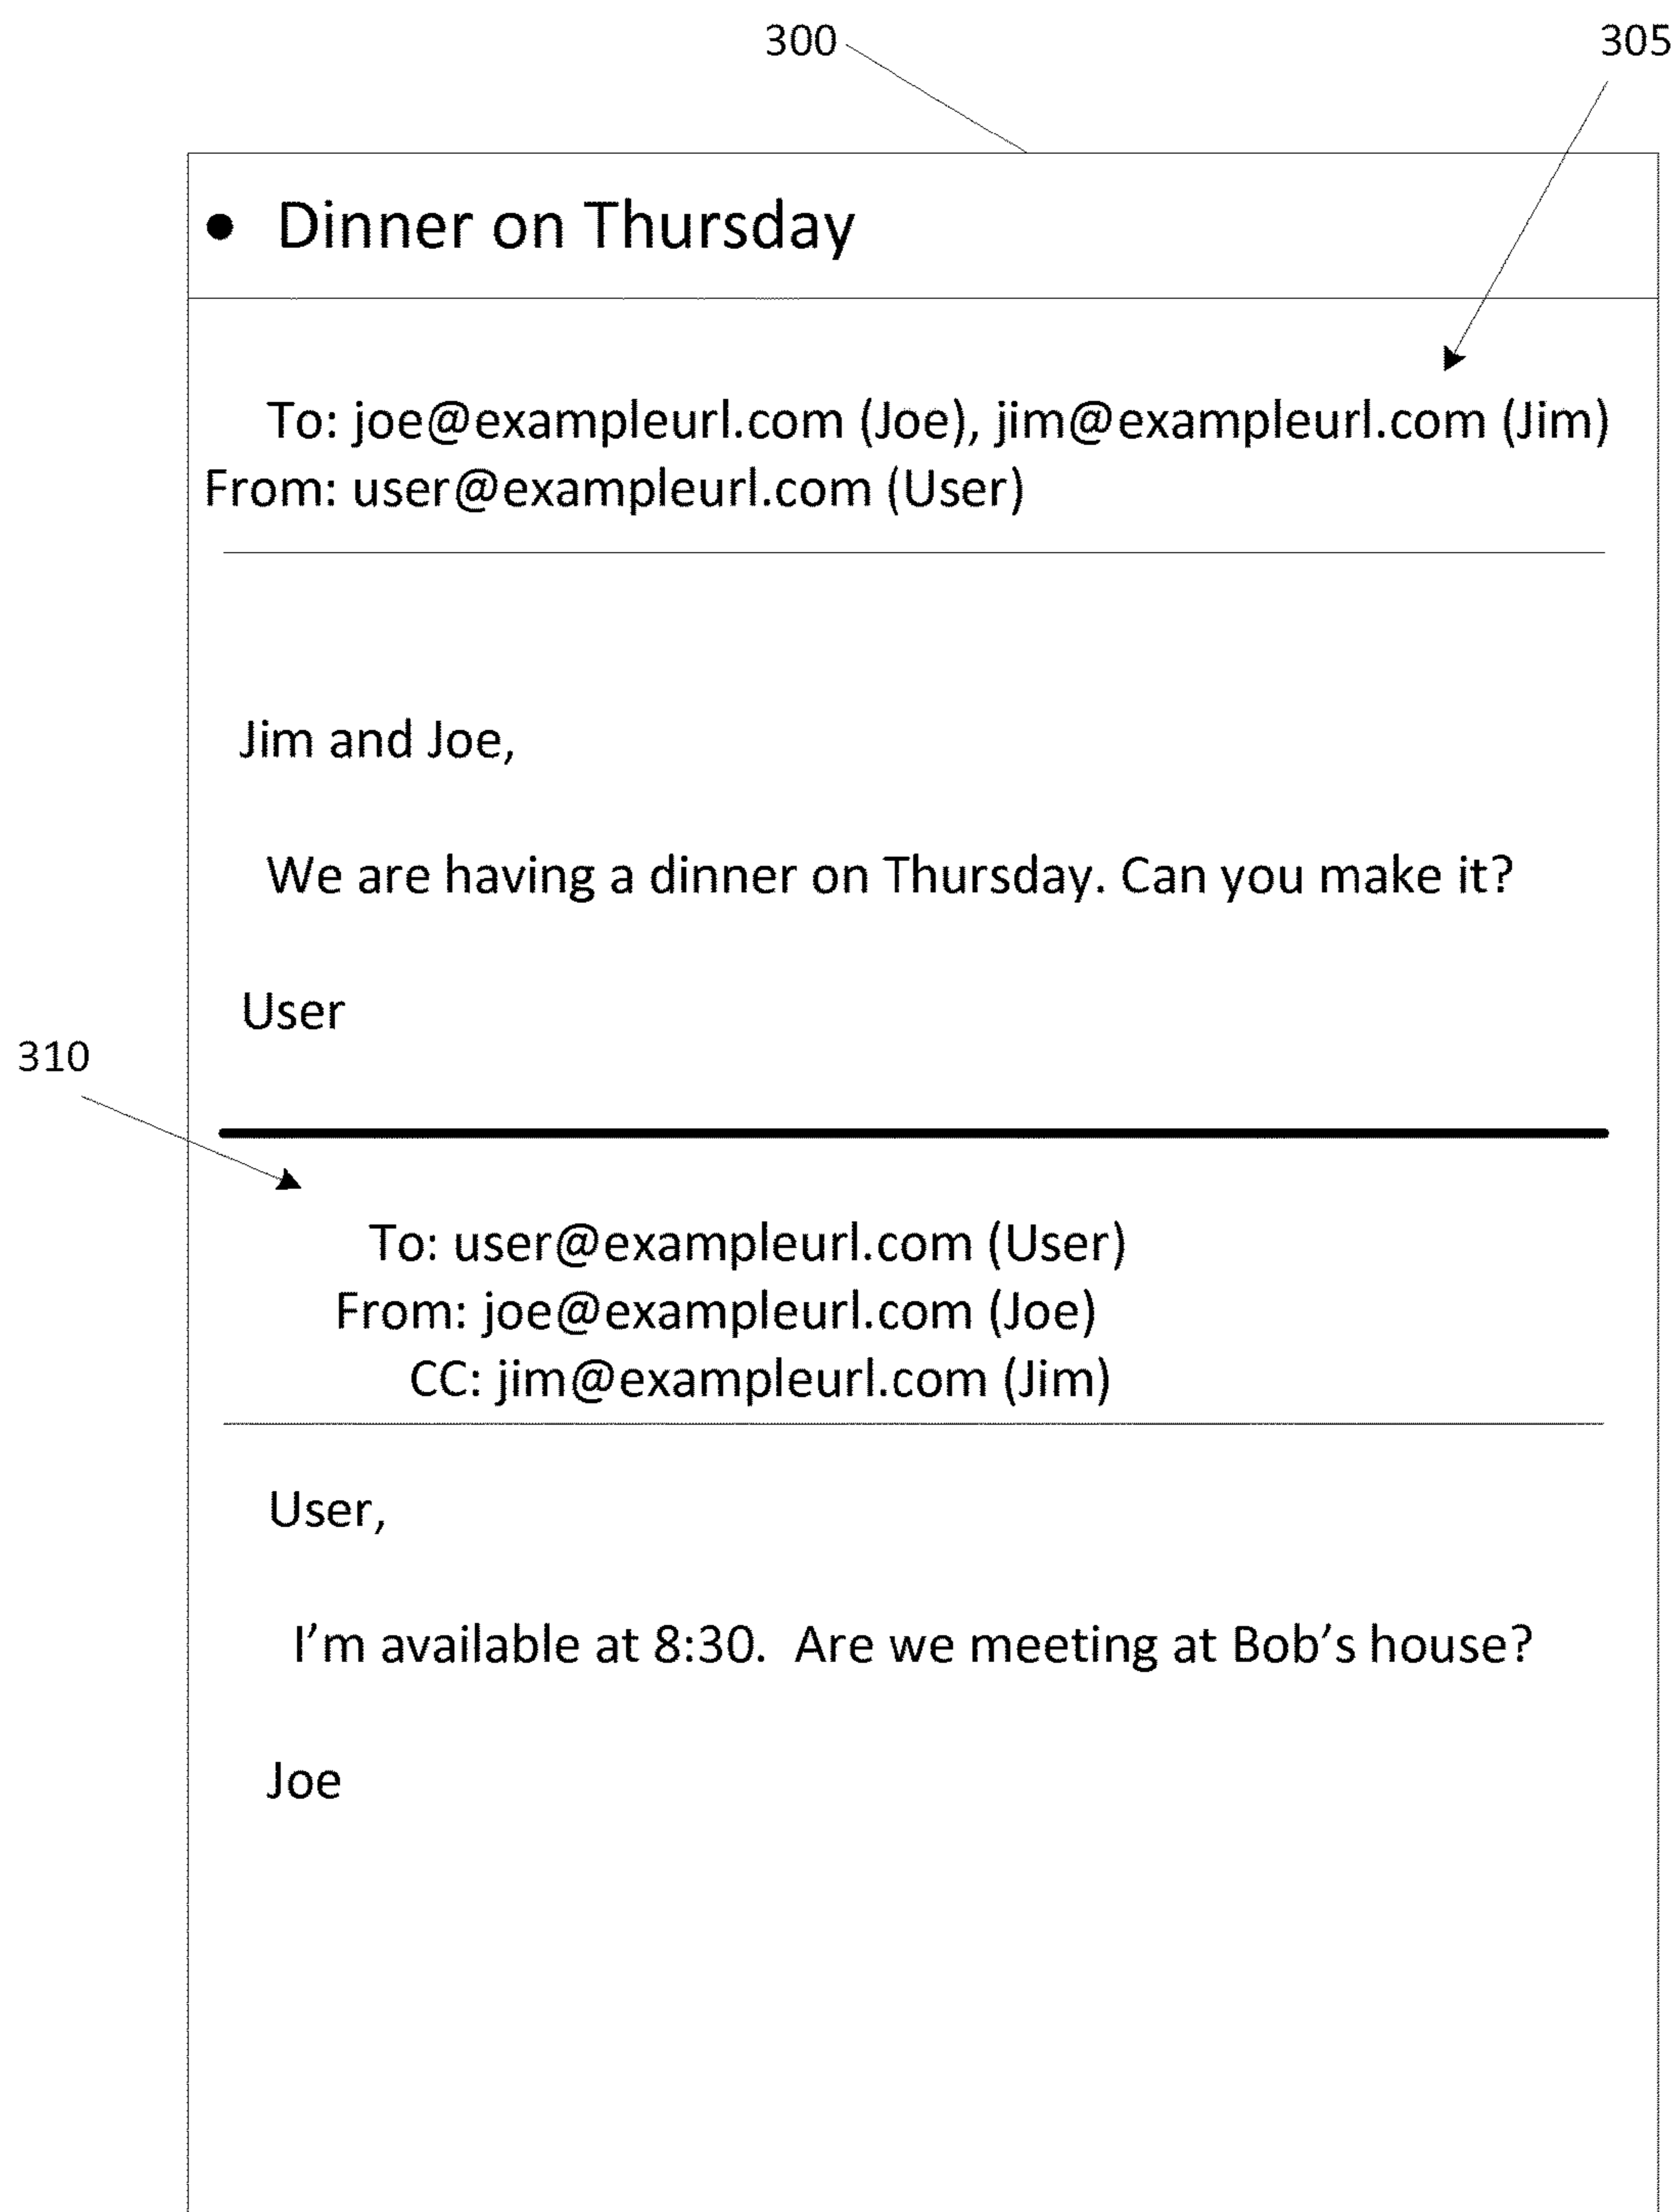 300
305
• Dinner on Thursday
To: joe@exampleurl.com (Joe), jim@exampleurl.com (Jim)
From: user@exampleurl.com (User)
Jim and Joe,
We are having a dinner on Thursday. Can you make it?
User
310
To: user@exampleurl.com (User)
From: joe@exampleurl.com (Joe)
CC: jim@exampleurl.com (Jim)
User,
I’m available at 8:30.  Are we meeting at Bob’s house?
Joe